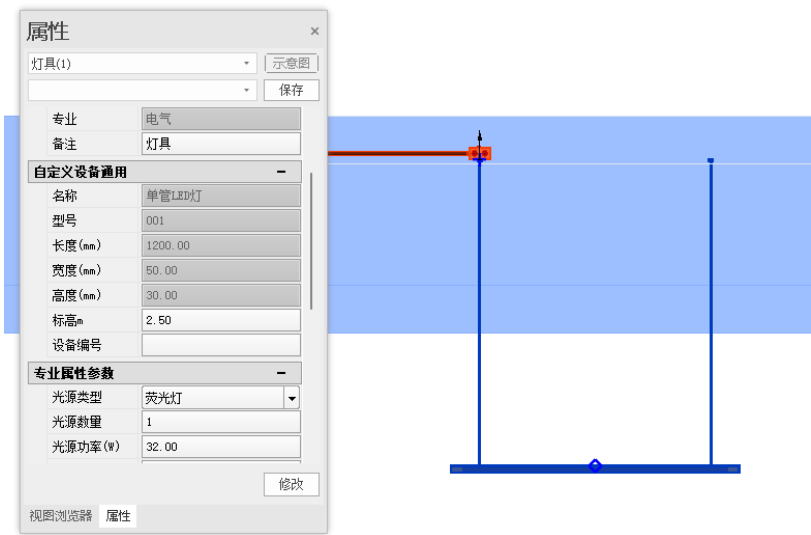 属性
灯具(1)
示意图
保存
专业 电气
备注 灯具
自定义设备通用
名称 单管LED灯
型号 001
长度(mm) 1200.00
宽度(mm) 50.00
高度(mm) 30.00
标高m 2.50
设备编号
专业属性参数
光源类型 荧光灯
光源数量 1
光源功率(W) 32.00
修改
视图浏览器 属性